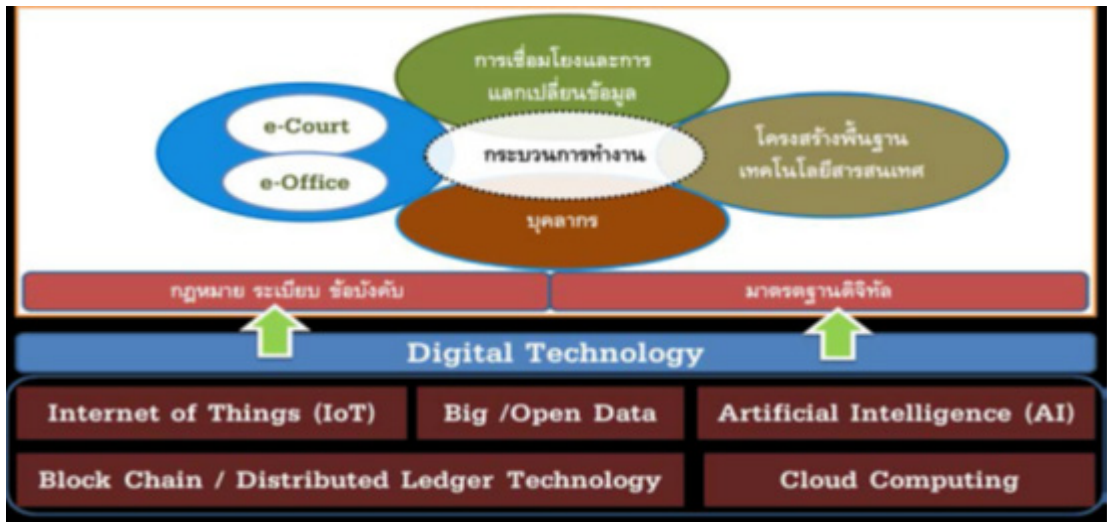 การเชื่อมโยงและการ
แลกเปลี่ยนข้อมูล
e-Court
e-Office
กระบวนการทำงาน
โครงสร้างพื้นฐาน
เทคโนโลยีสารสนเทศ
บุคลากร
กฎหมาย ระเบียบ ข้อบังคับ
มาตรตฐานดิจิทัล
Digital Technology
Internet of Things (IoT)
Big /Open Data
Artificial Intelligence (AI)
Block Chain / Distributed Ledger Technology
Cloud Computing